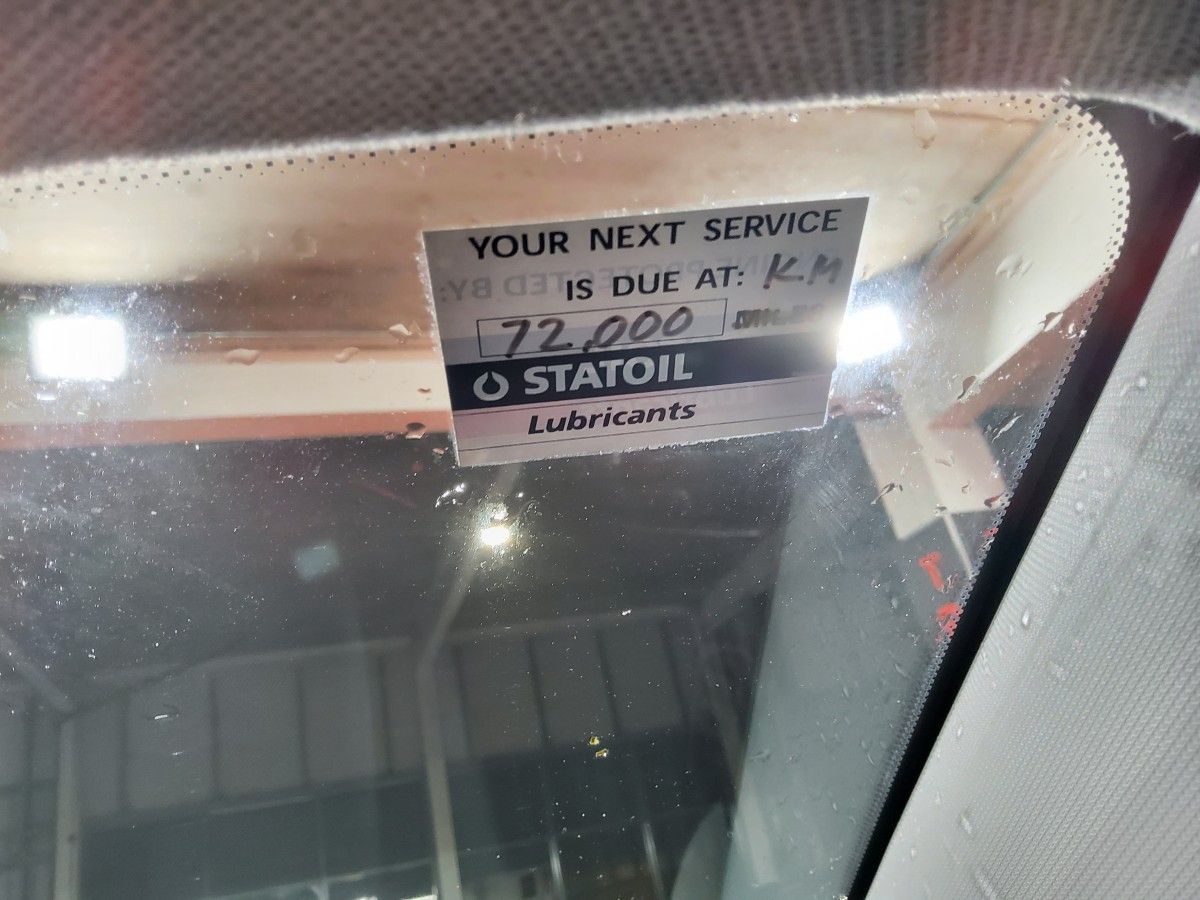 YOUR NEXT SERVICE
IS DUE AT: KM
72,000
STATOIL
Lubricants